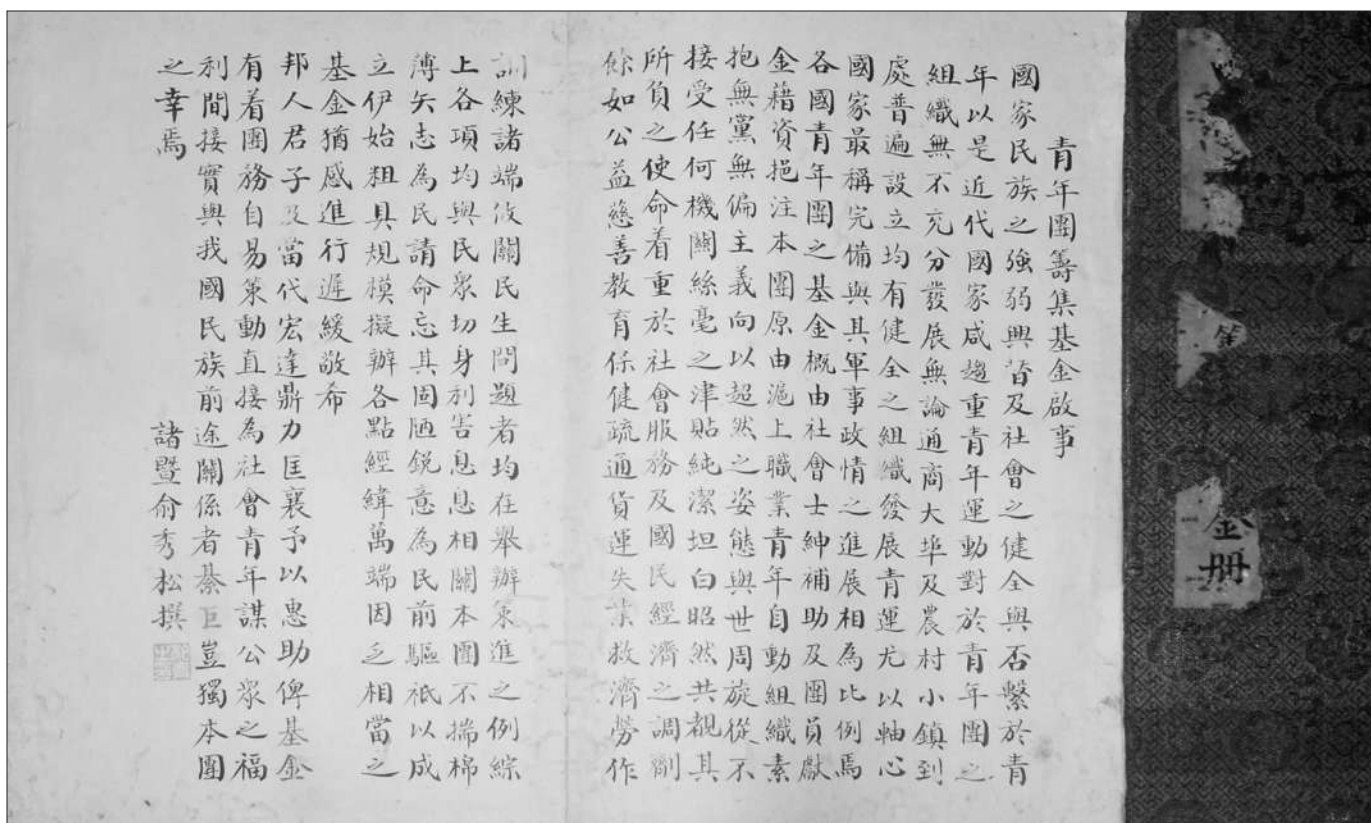 青年團籌集基金啟事
國家民族之強弱興替及社會之健全與否繫於青
年以是近代國家咸趨重青年運動對於青年團之
組織無不充分發展無論通商大埠及農村小鎮到
處普遍設立均有健全之組織發展青運尤以軸心
國家最稱完備與其軍事政情之進展相為比例焉
各國青年團之基金概由社會士紳補助及團員獻
金藉資挹注本團原由滬上職業青年自動組織素
抱無黨無偏主義向以超然之姿態與世周旋從不
接受任何機關絲毫之津貼純潔坦白昭然共覩其
所負之使命着重於社會服務及國民經濟之調劑
餘如公益慈善教育保健疏通貨運失業救濟勞作
訓練諸端攸關民生問題者均在舉辦策進之例綜
上各項均與民眾切身利害息息相關本團不揣棉
薄矢志為民請命忘其固陋銳意為民前驅祇以成
立伊始粗具規模擬辦各點經緯萬端因乏相當之
基金猶感進行遲緩敬希
邦人君子及當代宏達鼎力匡襄予以惠助俾基金
有着團務自易策動直接為社會青年謀公眾之福
利間接實與我國民族前途關係者綦巨豈獨本團
之幸焉
諸暨俞秀松撰
金册